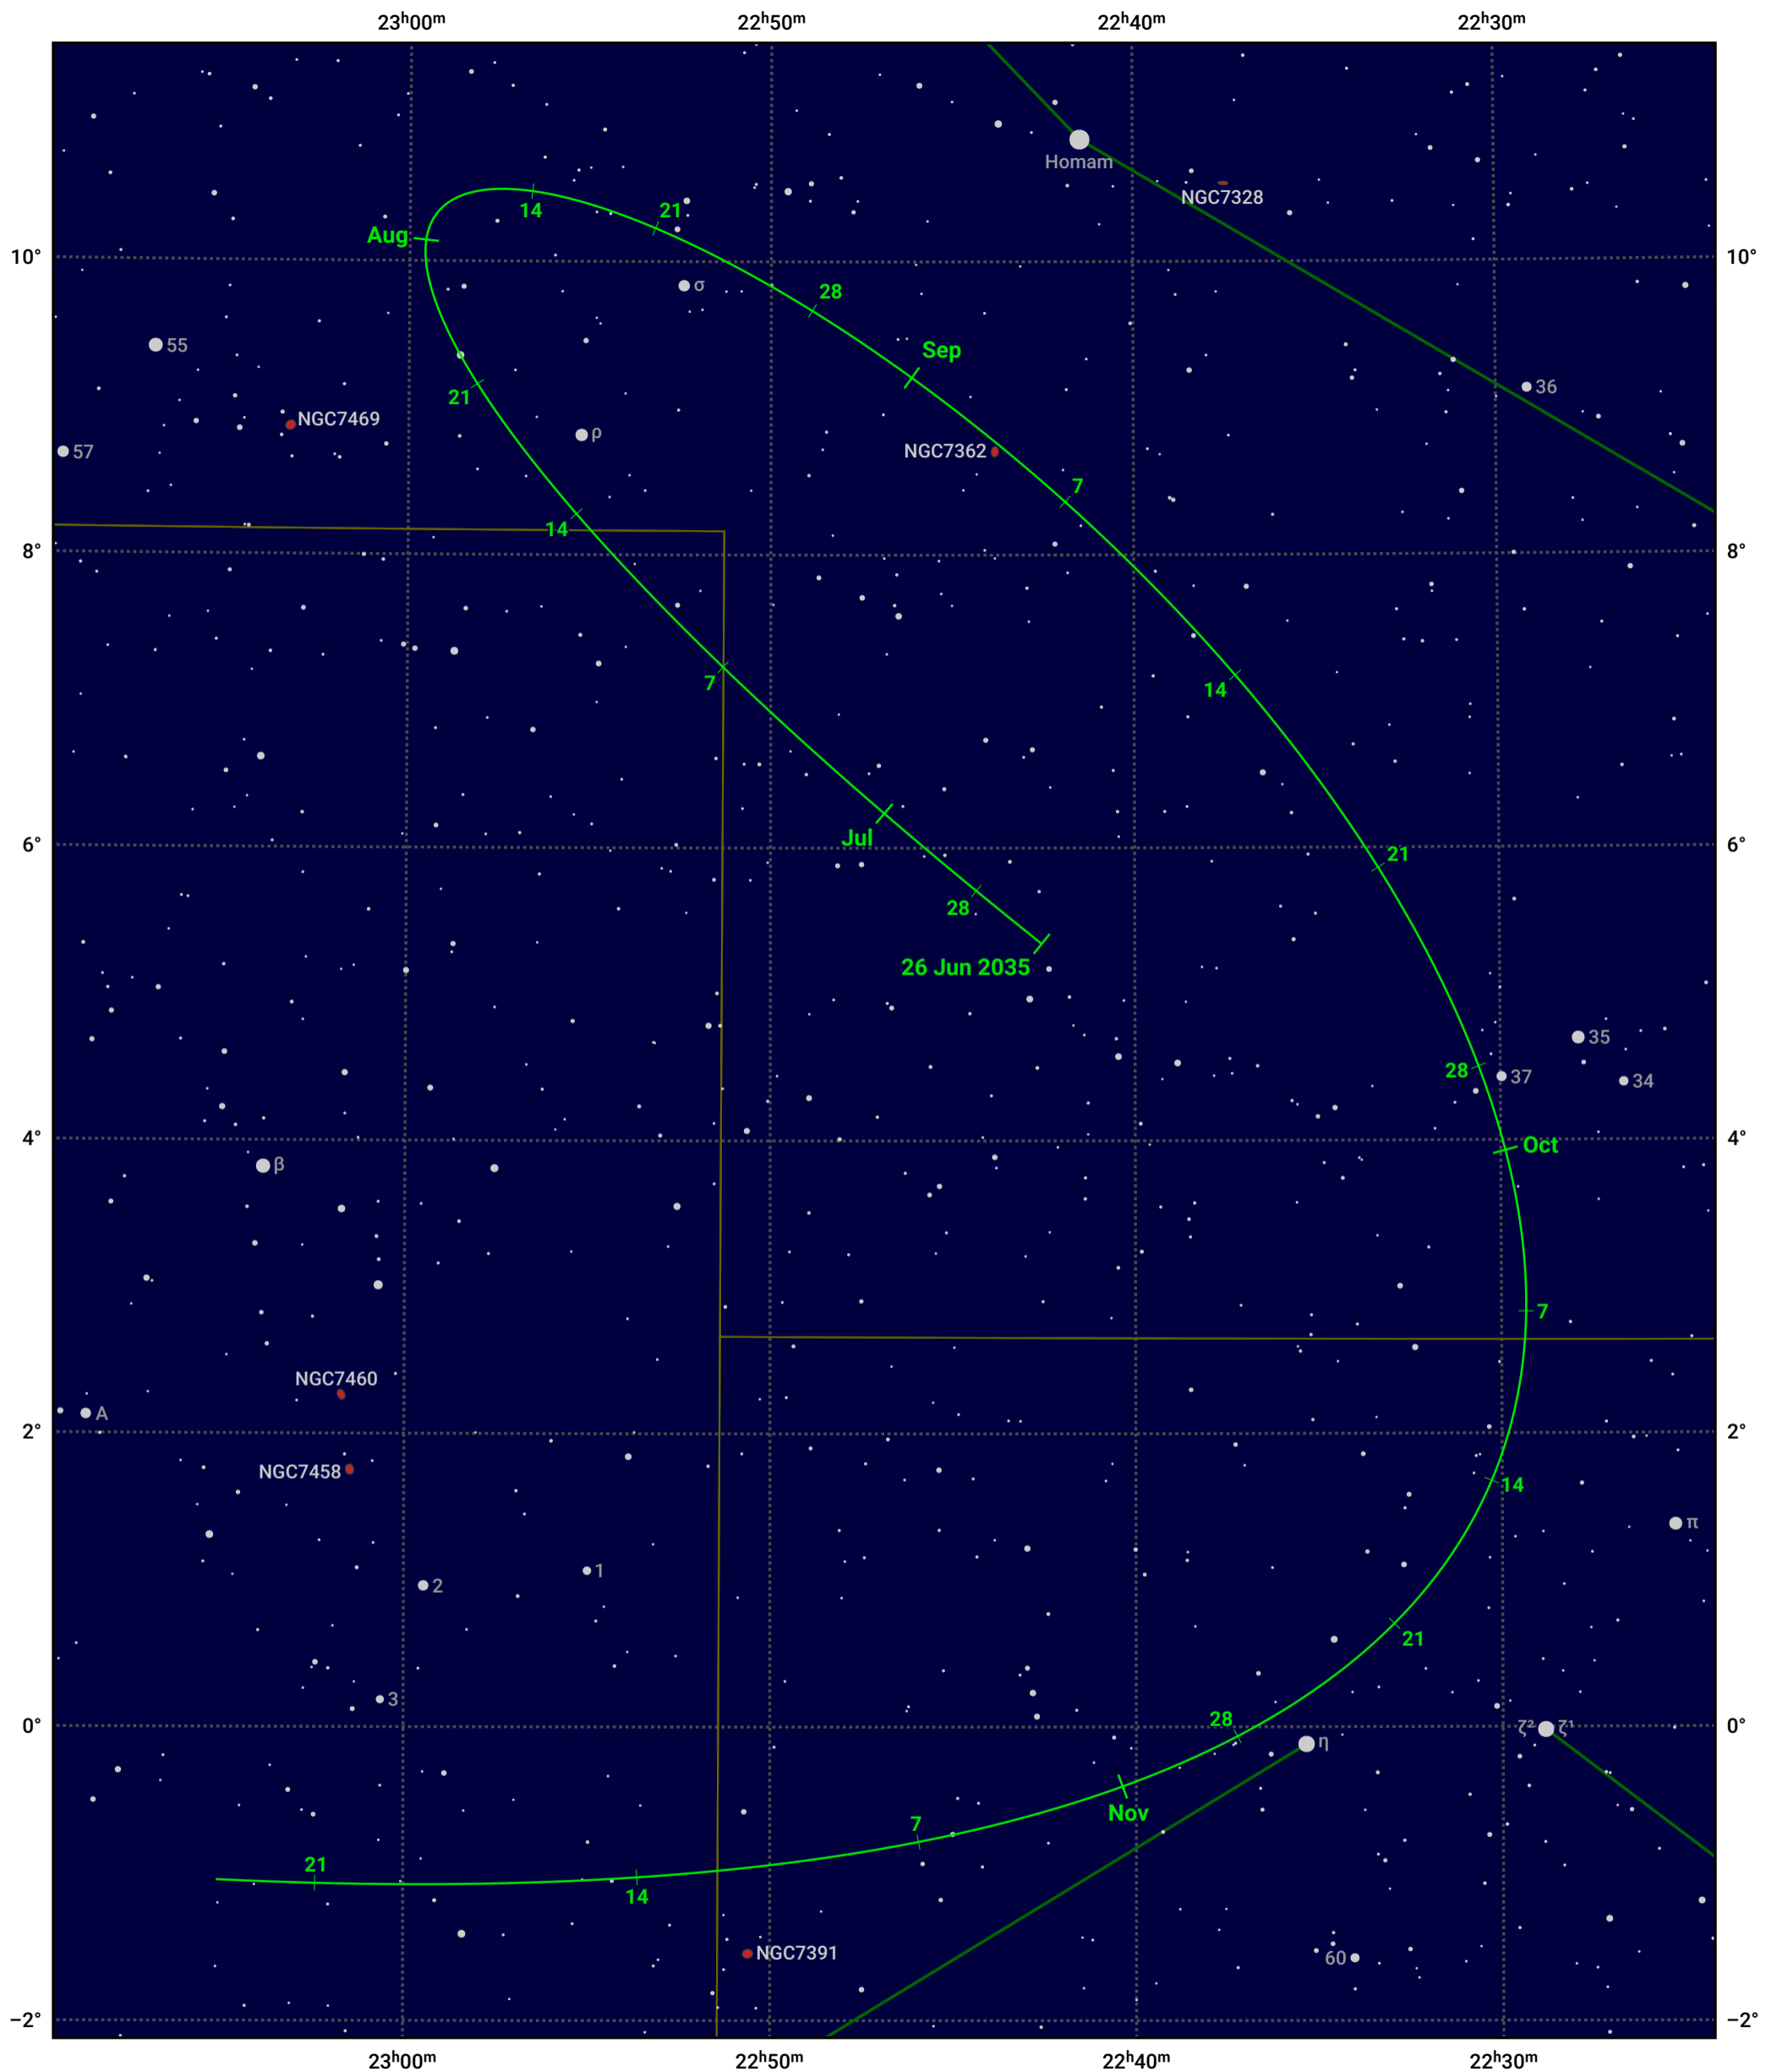 23ʰ00ᵐ 22ʰ50ᵐ 22ʰ40ᵐ 22ʰ30ᵐ
Homam
NGC7328
14 21
Aug
10° 10°
σ
28
55 Sep
36
21
NGC7469
ρ
57 NGC7362
7
14
8° 8°
7 14
Jul
6° 21 6°
28
26 Jun 2035
35
28 37 34
4° Oct 4°
β
7
NGC7460
A
2° 2°
NGC7458 14
π
1
2
21
3
28
0° ζ² ζ¹ 0°
η
Nov
7
21
14
NGC7391
60
−2° −2°
23ʰ00ᵐ 22ʰ50ᵐ 22ʰ40ᵐ 22ʰ30ᵐ